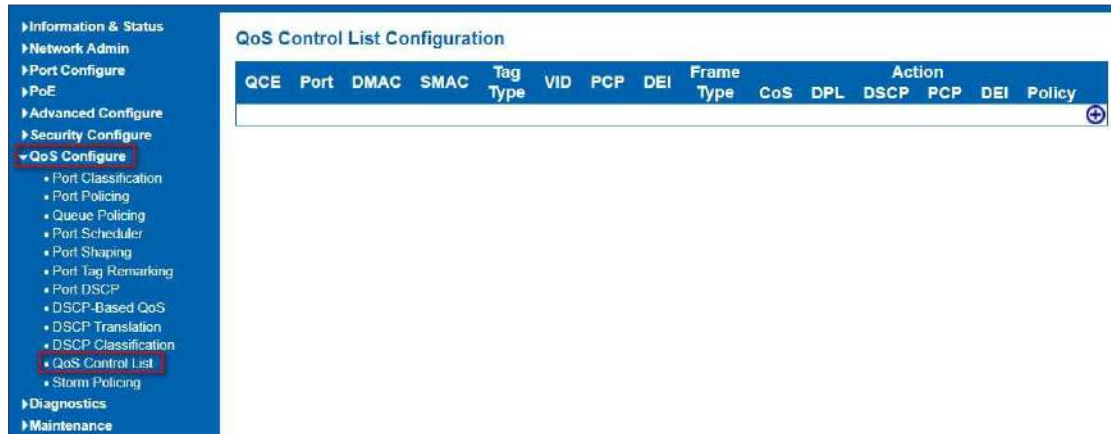 Information & Status
Network Admin
Port Configure
PoE
Advanced Configure
Security Configure
QoS Configure
Port Classification
Port Policing
Queue Policing
Port Scheduler
Port Shaping
Port Tag Remarking
Port DSCP
DSCP-Based QoS
DSCP Translation
DSCP Classification
QoS Control List
Storm Policing
Diagnostics
Maintenance
QoS Control List Configuration
QCE Port DMAC SMAC Tag Type VID PCP DEI Frame Type Action
CoS DPL DSCP PCP DEI Policy